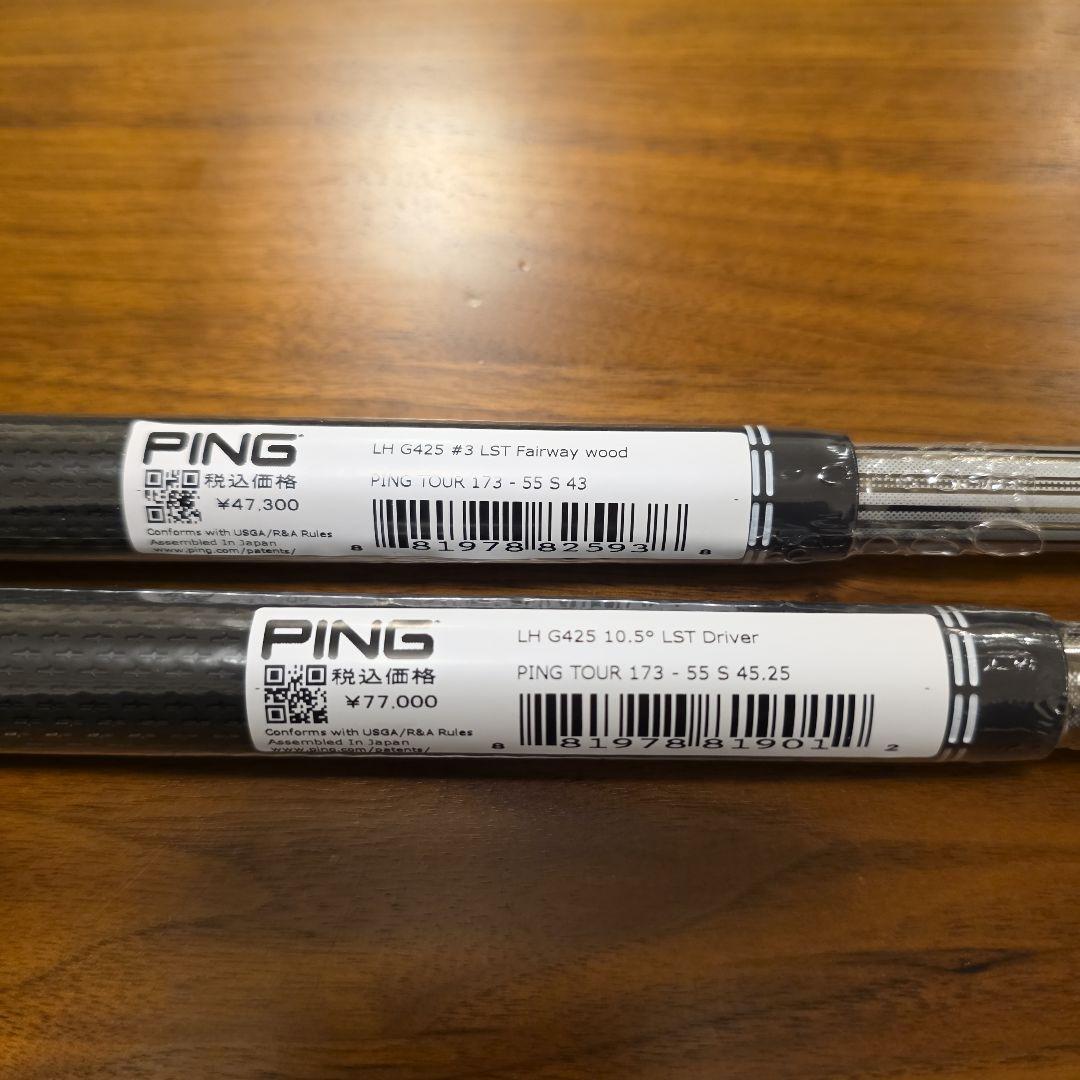 PING
LH G425 #3 LST Fairway wood
税込価格
PING TOUR 173 - 55 S 43
¥47,300
Conforms with USGA/R&A Rules
Assembled In Japan
www.ping.com/patents/
8 81978 82593 8
PING
LH G425 10.5° LST Driver
税込価格
PING TOUR 173 - 55 S 45.25
¥77,000
Conforms with USGA/R&A Rules
Assembled In Japan
www.ping.com/patents/
8 81978 81901 2